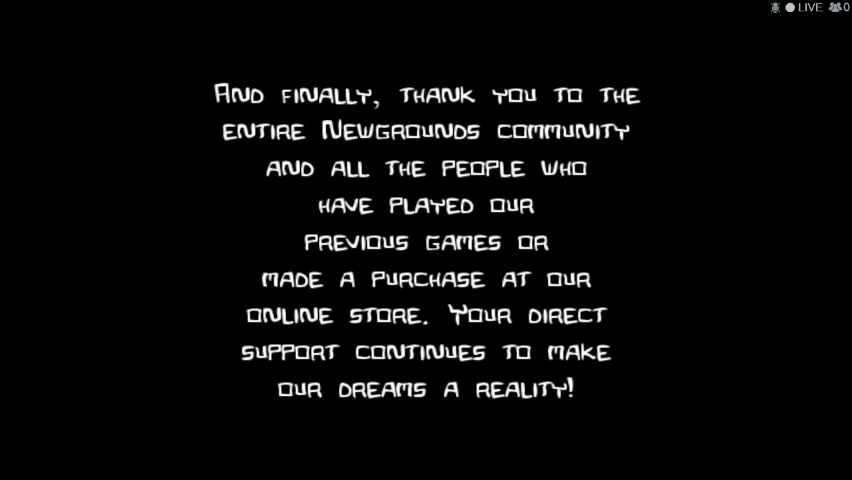 LIVE 0
And finally, thank you to the
entire Newgrounds community
and all the people who
have played our
previous games or
made a purchase at our
online store. Your direct
support continues to make
our dreams a reality!